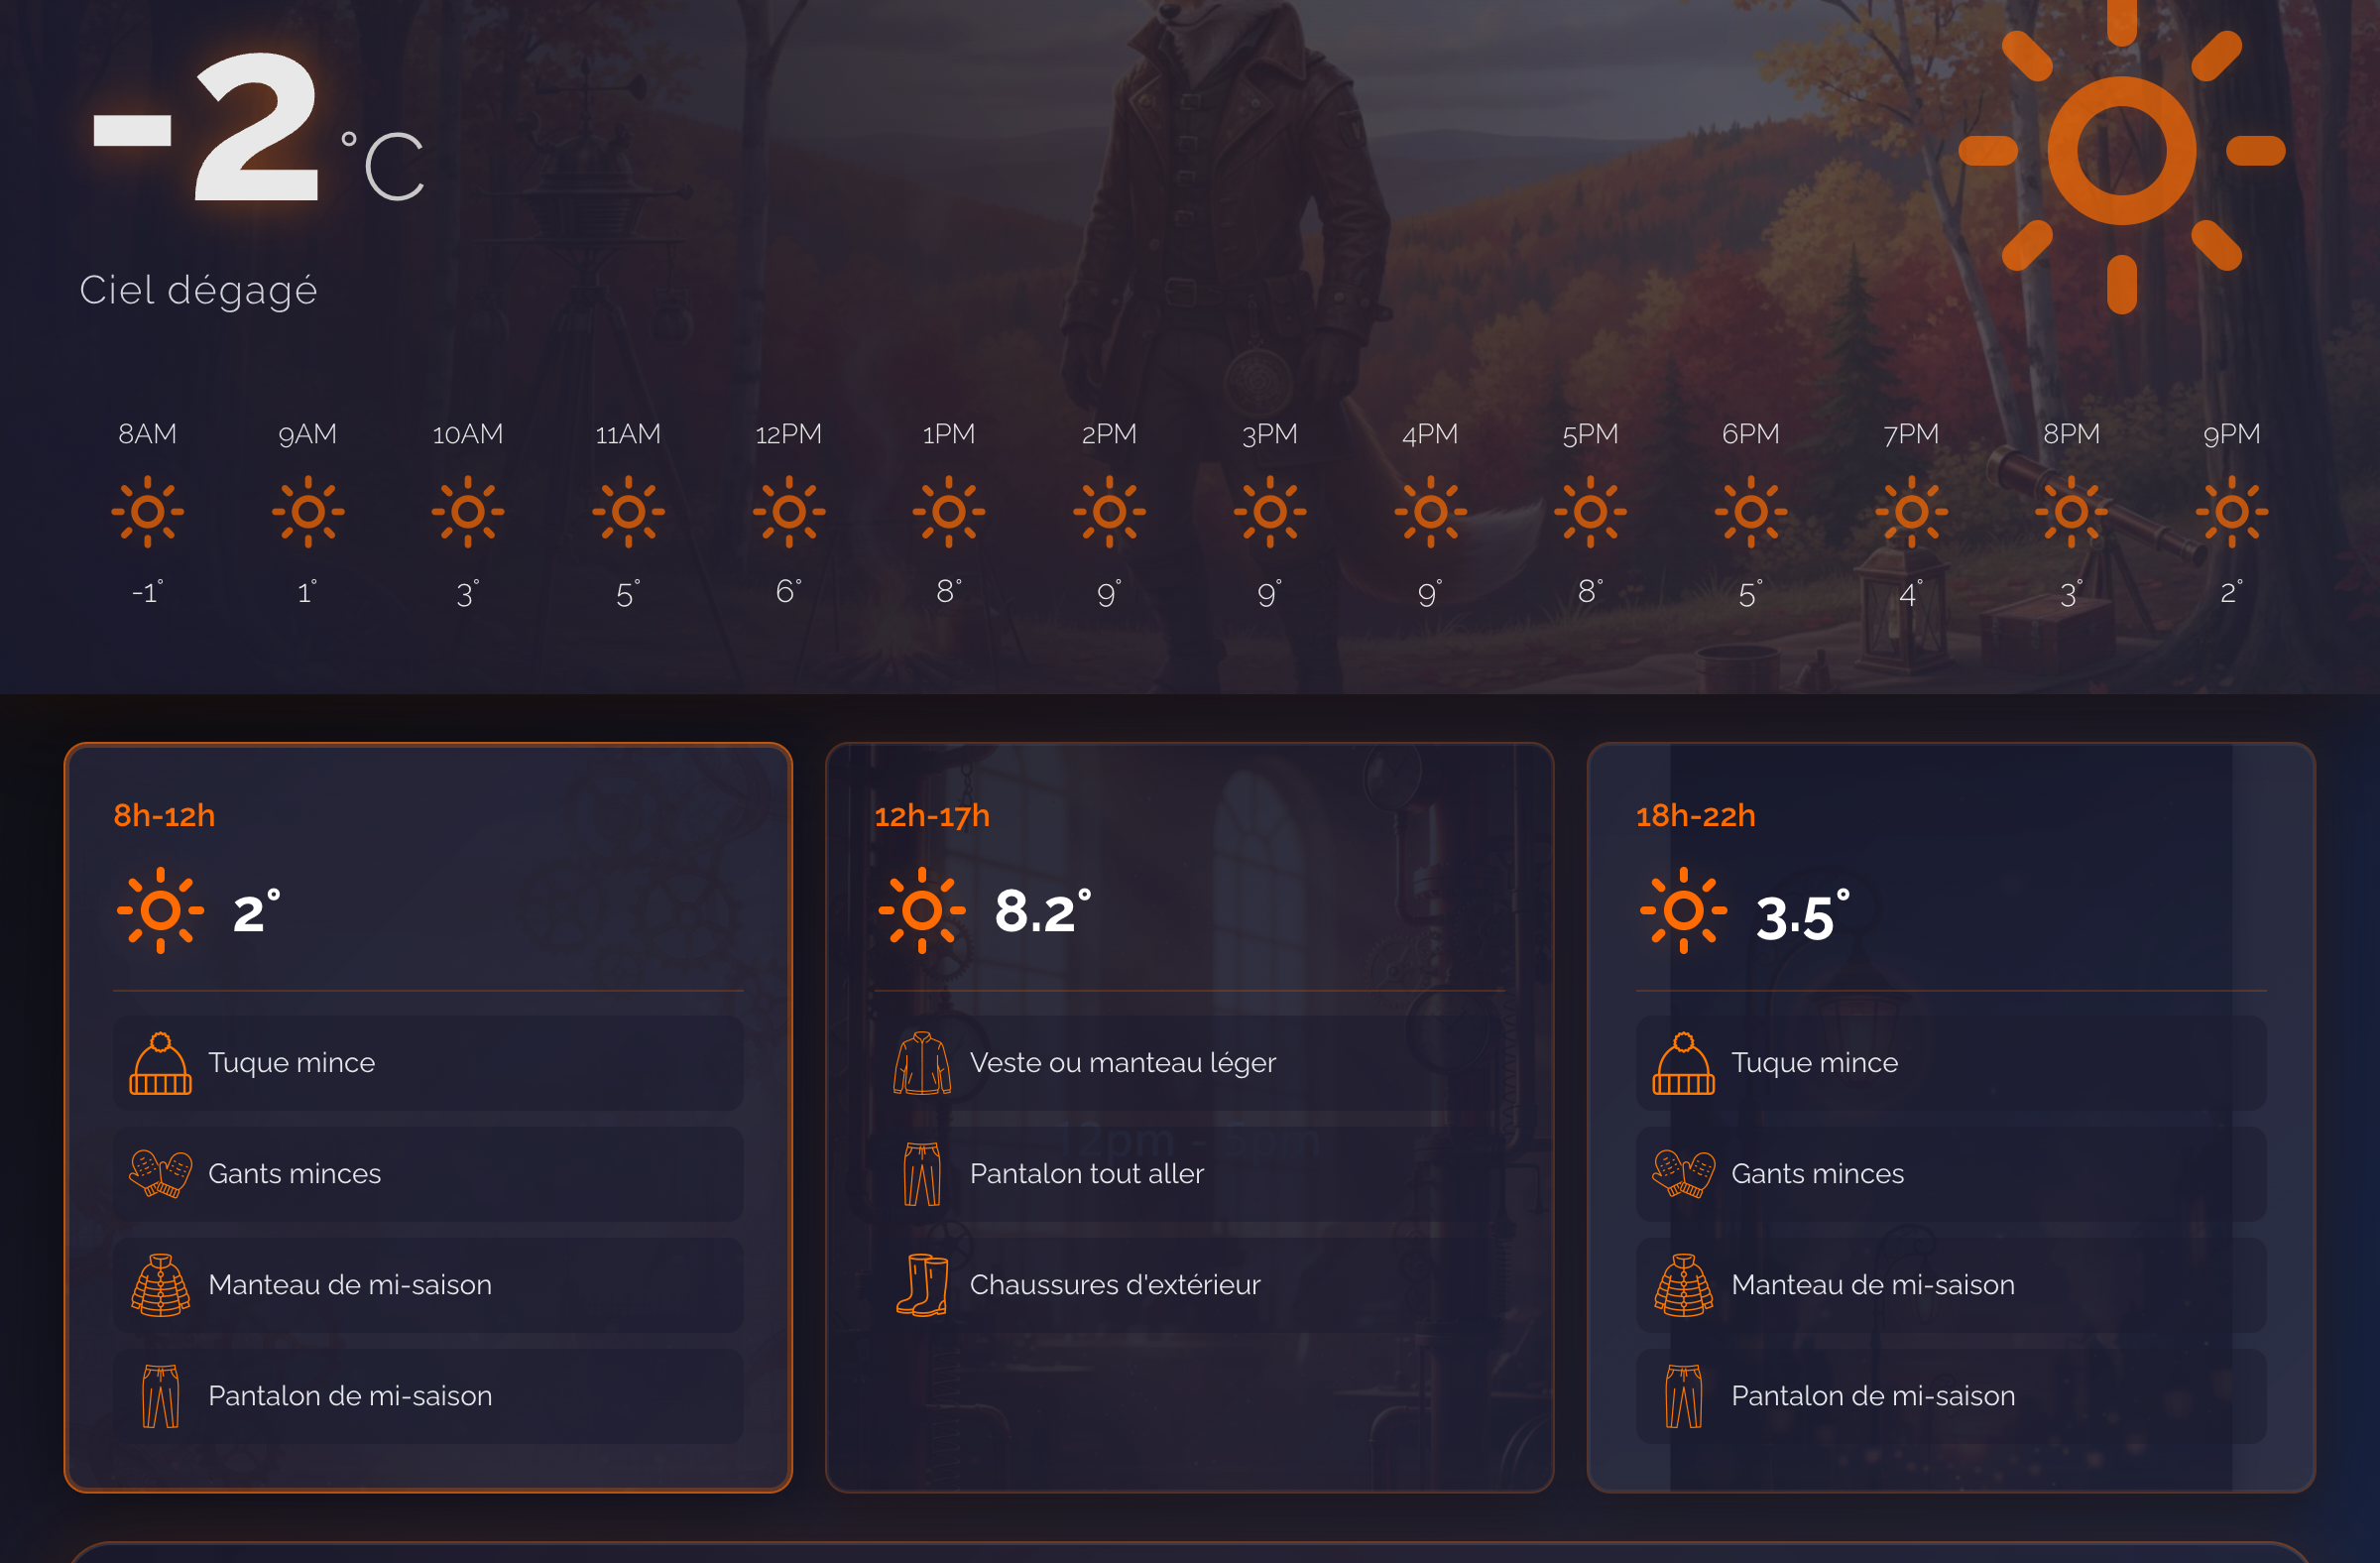 -2°C
Ciel dégagé
8AM 9AM 10AM 11AM 12PM 1PM 2PM 3PM 4PM 5PM 6PM 7PM 8PM 9PM
-1° 1° 3° 5° 6° 8° 9° 9° 9° 8° 5° 4° 3° 2°
8h-12h
2°
Tuque mince
Gants minces
Manteau de mi-saison
Pantalon de mi-saison
12h-17h
8.2°
Veste ou manteau léger
2pm - 5pm
Pantalon tout aller
Chaussures d'extérieur
18h-22h
3.5°
Tuque mince
Gants minces
Manteau de mi-saison
Pantalon de mi-saison